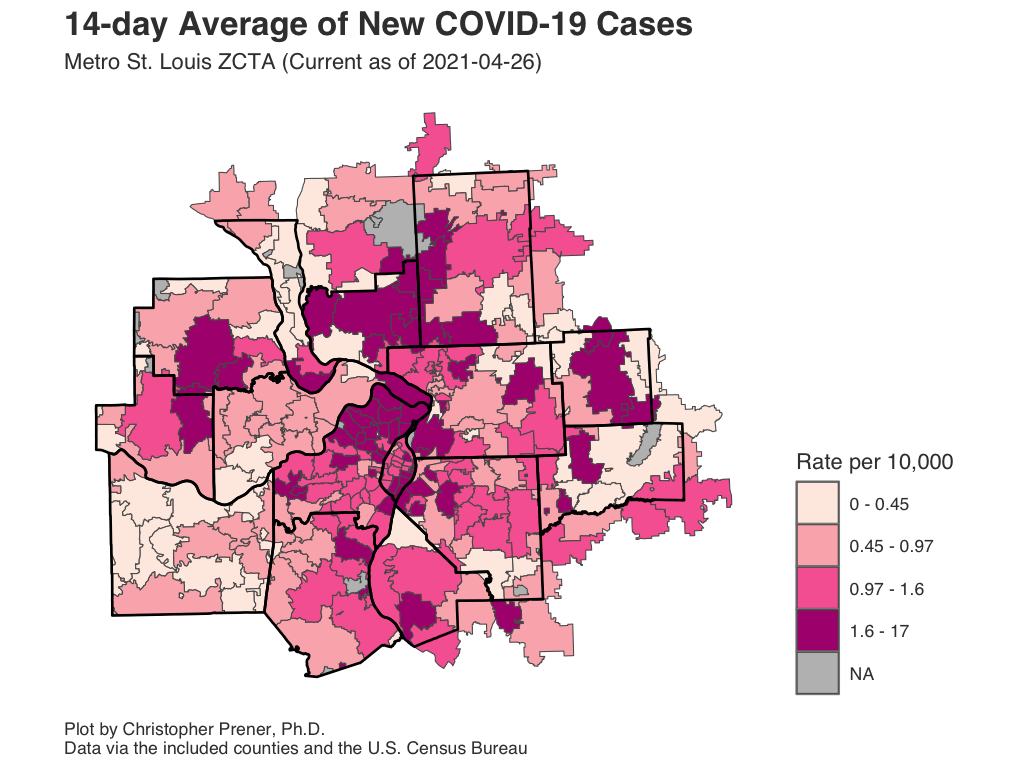 14-day Average of New COVID-19 Cases
Metro St. Louis ZCTA (Current as of 2021-04-26)
Rate per 10,000
0 - 0.45
0.45 - 0.97
0.97 - 1.6
1.6 - 17
NA
Plot by Christopher Prener, Ph.D.
Data via the included counties and the U.S. Census Bureau